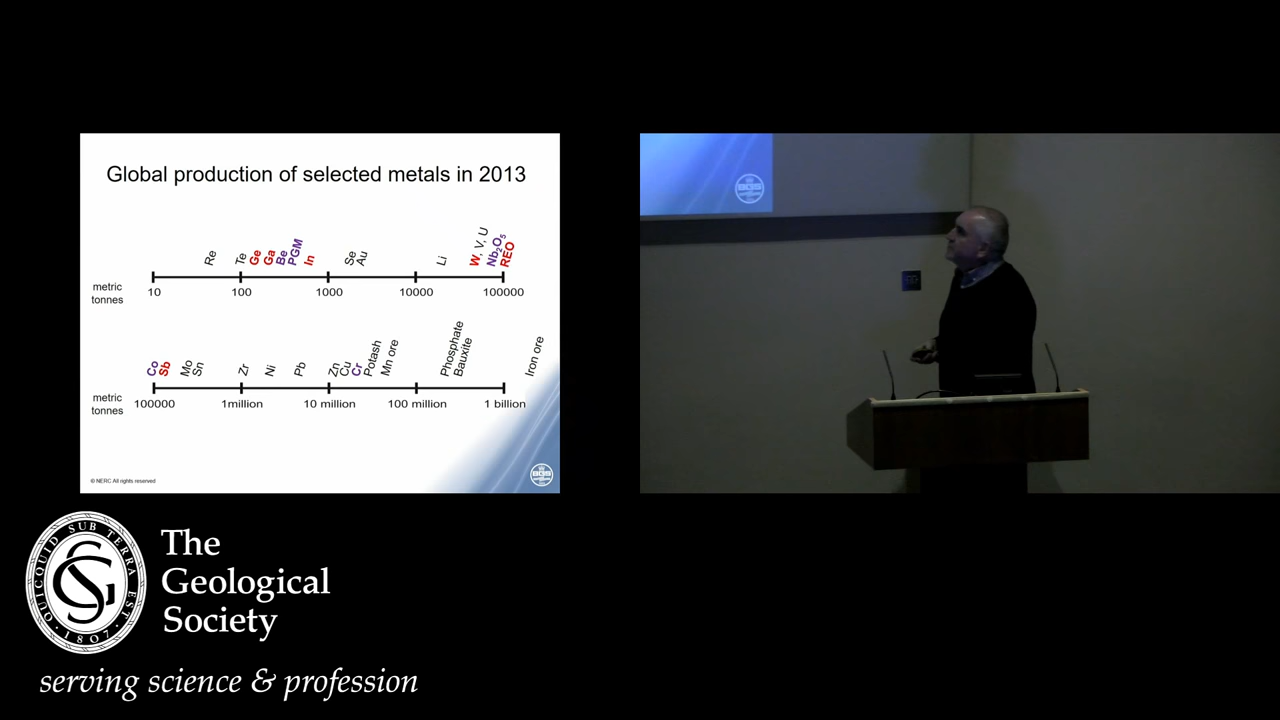 Global production of selected metals in 2013
Re Te Ge Ga Be PGM In Se Au Li W, V, U Nb2O5 REO
metric
tonnes
10 100 1000 10000 100000
Co Sb Mo Sn Zr Ni Pb Zn Cu Cr Potash Mn ore Phosphate Bauxite Iron ore
metric
tonnes
100000 1million 10 million 100 million 1 billion
© NERC All rights reserved
BGS
BGS
QUICQUID SUB TERRA EST
GS
· 1807 ·
The
Geological
Society
serving science & profession